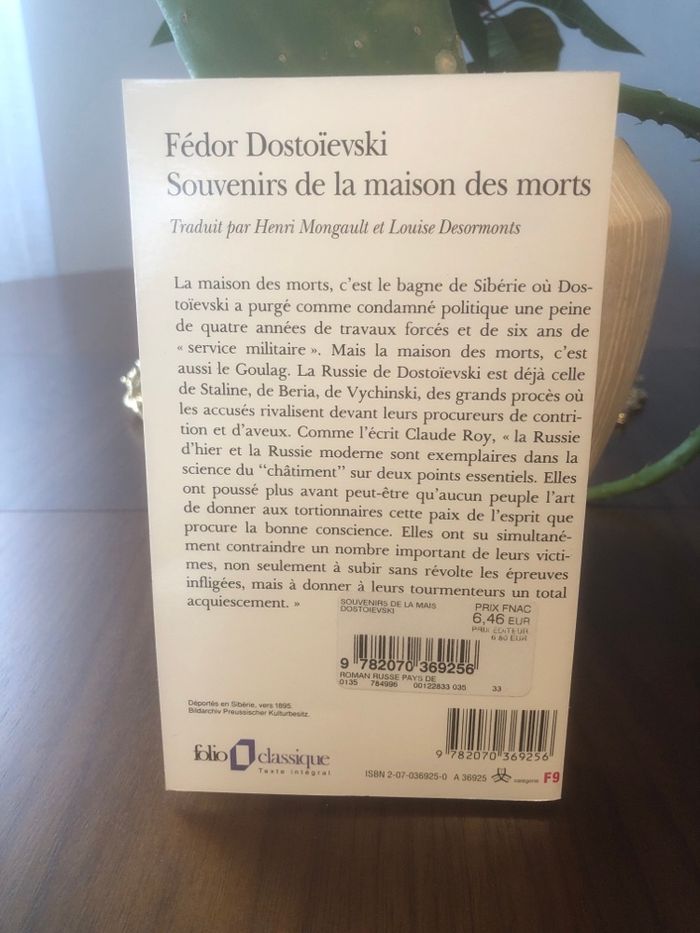 Fédor Dostoïevski
Souvenirs de la maison des morts
Traduit par Henri Mongault et Louise Desormonts
La maison des morts, c'est le bagne de Sibérie où Dos-
toïevski a purgé comme condamné politique une peine
de quatre années de travaux forcés et de six ans de
« service militaire ». Mais la maison des morts, c'est
aussi le Goulag. La Russie de Dostoïevski est déjà celle
de Staline, de Beria, de Vychinski, des grands procès où
les accusés rivalisent devant leurs procureurs de contri-
tion et d'aveux. Comme l'écrit Claude Roy, « la Russie
d'hier et la Russie moderne sont exemplaires dans la
science du “châtiment” sur deux points essentiels. Elles
ont poussé plus avant peut-être qu'aucun peuple l'art
de donner aux tortionnaires cette paix de l'esprit que
procure la bonne conscience. Elles ont su simultané-
ment contraindre un nombre important de leurs victi-
mes, non seulement à subir sans révolte les épreuves
infligées, mais à donner à leurs tourmenteurs un total
acquiescement. »
SOUVENIRS DE LA MAIS
DOSTOIEVSKI
PRIX FNAC
6,46 EUR
PRIX EDITEUR
6 80 EUR
9 782070 369256
ROMAN RUSSE PAYS DE
0135 784996 00122833 035 33
Déportés en Sibérie, vers 1895.
Bildarchiv Preussischer Kulturbesitz.
folio classique
Texte intégral
9 782070 369256
ISBN 2-07-036925-0 A 36925 catégorie F9